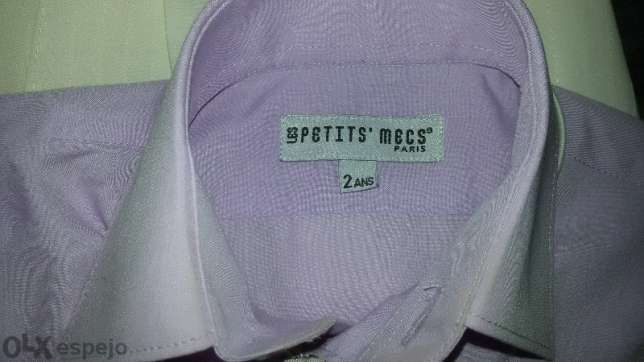 LES PETITS' MECS®
PARIS
2 ANS
OLX espejo